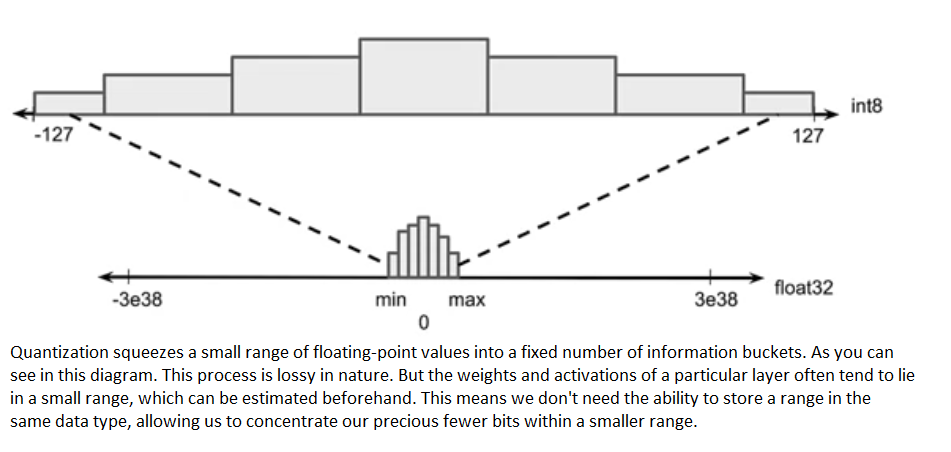 int8
-127
127
-3e38
min
max
3e38
float32
0
Quantization squeezes a small range of floating-point values into a fixed number of information buckets. As you can
see in this diagram. This process is lossy in nature. But the weights and activations of a particular layer often tend to lie
in a small range, which can be estimated beforehand. This means we don't need the ability to store a range in the
same data type, allowing us to concentrate our precious fewer bits within a smaller range.